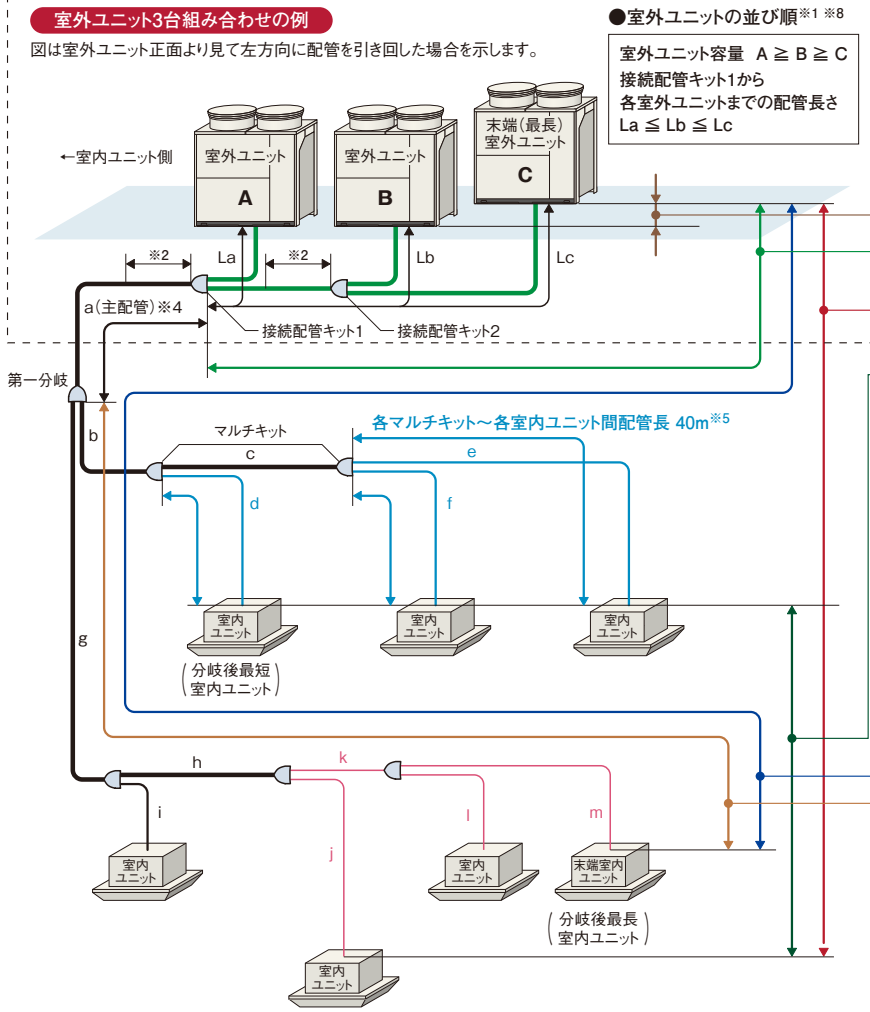 室外ユニット3台組み合わせの例
図は室外ユニット正面より見て左方向に配管を引き回した場合を示します。
●室外ユニットの並び順※1 ※8
室外ユニット容量 A ≧ B ≧ C
接続配管キット1から
各室外ユニットまでの配管長さ
La ≦ Lb ≦ Lc
←室内ユニット側
室外ユニット
A
室外ユニット
B
末端(最長)
室外ユニット
C
※2
La
※2
Lb
Lc
a(主配管)※4
接続配管キット1
接続配管キット2
第一分岐
b
マルチキット
c
各マルチキット～各室内ユニット間配管長 40m※5
d
f
e
室内
ユニット
(分岐後最短
室内ユニット)
室内
ユニット
室内
ユニット
g
h
k
i
j
l
m
室内
ユニット
室内
ユニット
末端室内
ユニット
(分岐後最長
室内ユニット)
室内
ユニット